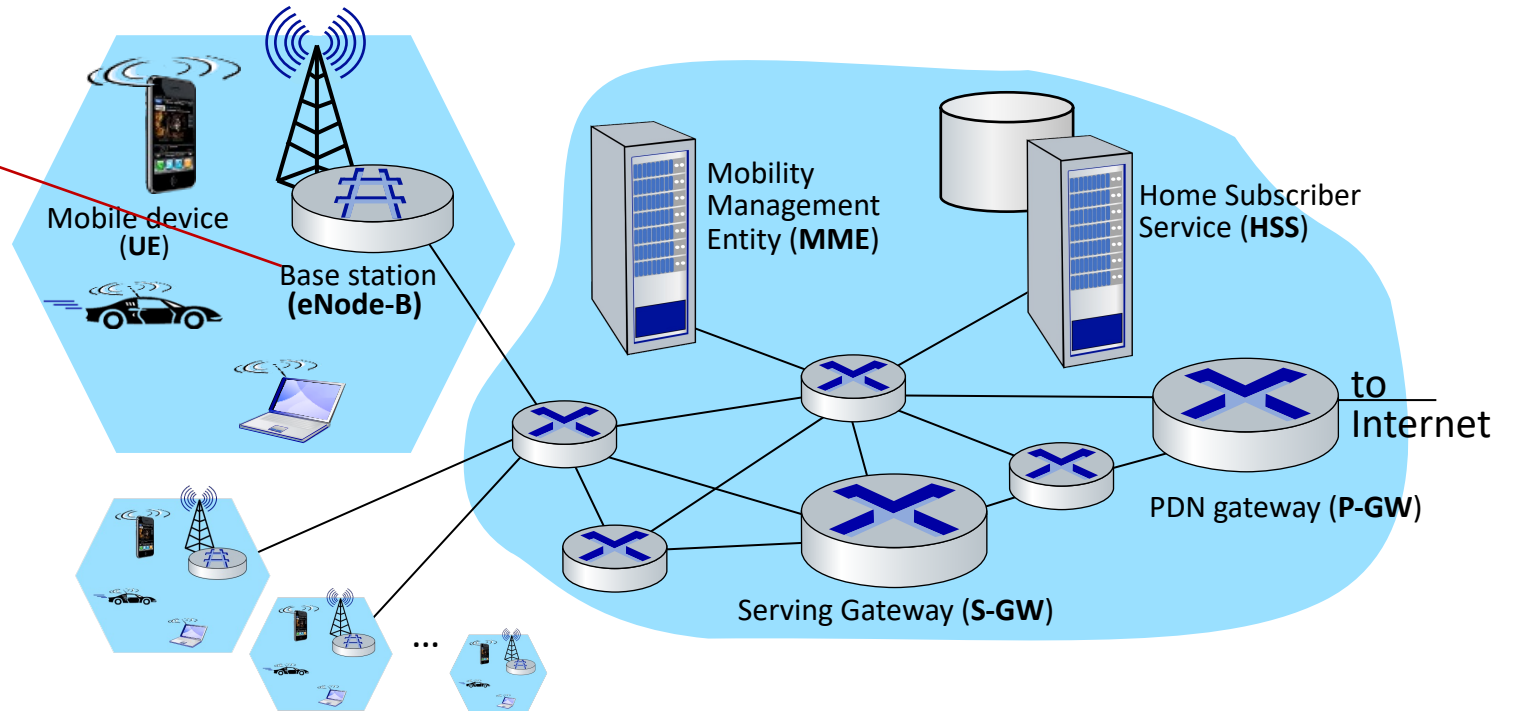 Mobile device
(UE)
Base station
(eNode-B)
Mobility
Management
Entity (MME)
Home Subscriber
Service (HSS)
to
Internet
PDN gateway (P-GW)
Serving Gateway (S-GW)
...